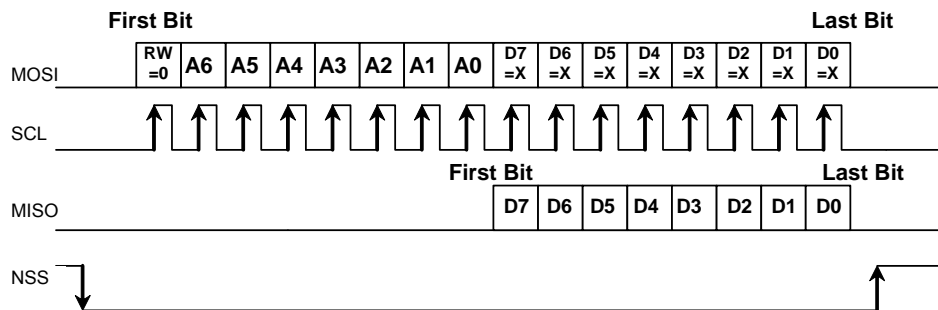 First Bit Last Bit
MOSI RW =0 A6 A5 A4 A3 A2 A1 A0 D7 =X D6 =X D5 =X D4 =X D3 =X D2 =X D1 =X D0 =X
SCL
First Bit Last Bit
MISO D7 D6 D5 D4 D3 D2 D1 D0
NSS